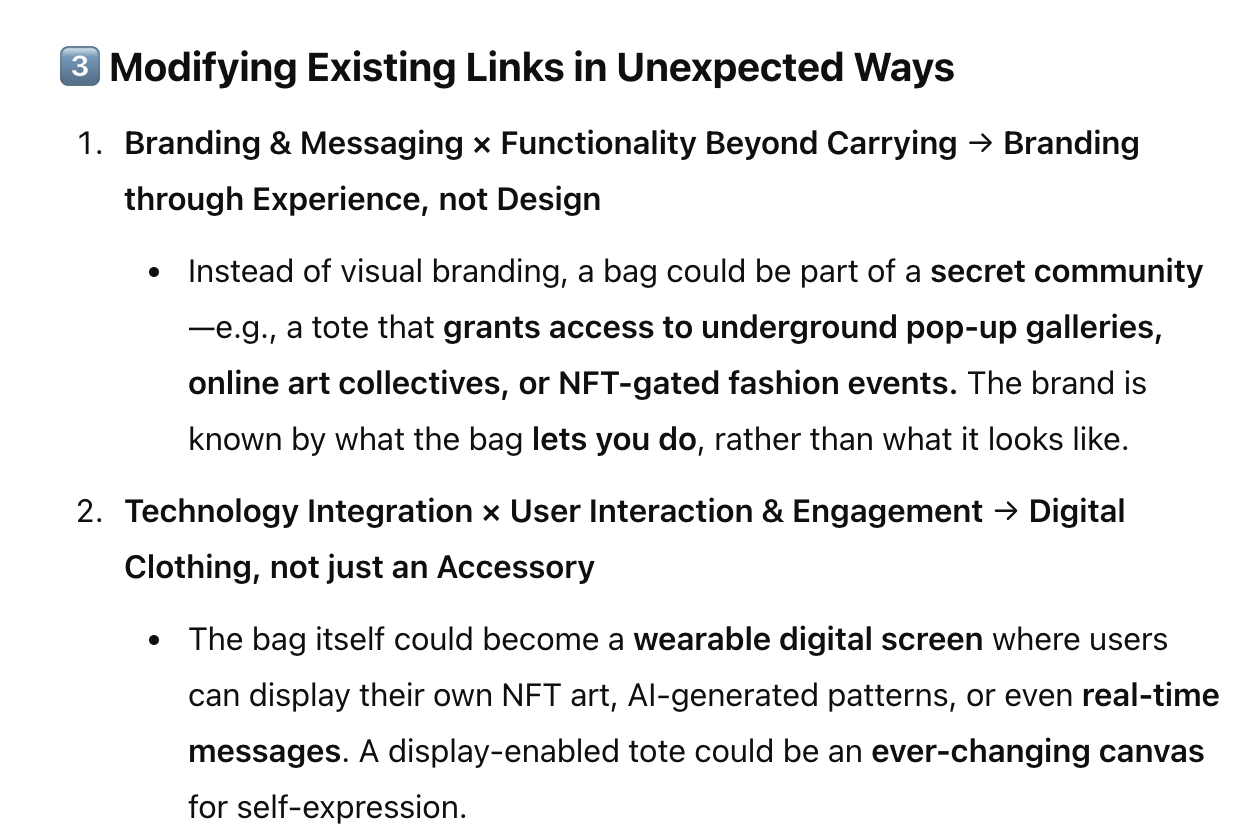 3️⃣ Modifying Existing Links in Unexpected Ways
1. Branding & Messaging × Functionality Beyond Carrying → Branding
through Experience, not Design
• Instead of visual branding, a bag could be part of a secret community
—e.g., a tote that grants access to underground pop-up galleries,
online art collectives, or NFT-gated fashion events. The brand is
known by what the bag lets you do, rather than what it looks like.
2. Technology Integration × User Interaction & Engagement → Digital
Clothing, not just an Accessory
• The bag itself could become a wearable digital screen where users
can display their own NFT art, AI-generated patterns, or even real-time
messages. A display-enabled tote could be an ever-changing canvas
for self-expression.